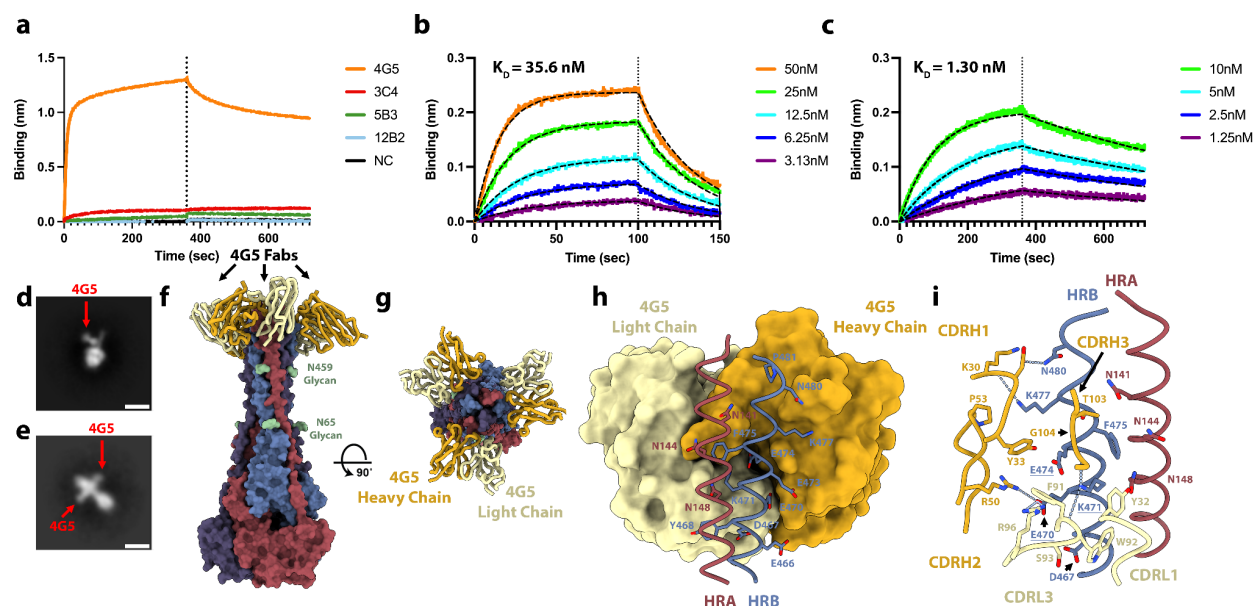 a
1.5
1.0
0.5
0.0
Binding (nm)
0
200
400
600
Time (sec)
4G5
3C4
5B3
12B2
NC
b
K_D = 35.6 nM
0.3
0.2
0.1
0.0
Binding (nm)
0
50
100
150
Time (sec)
50nM
25nM
12.5nM
6.25nM
3.13nM
c
K_D = 1.30 nM
0.3
0.2
0.1
0.0
Binding (nm)
0
200
400
600
Time (sec)
10nM
5nM
2.5nM
1.25nM
d
4G5
e
4G5
4G5
f
4G5 Fabs
N459
Glycan
N65
Glycan
90°
g
4G5
Heavy Chain
4G5
Light Chain
h
4G5
Light Chain
4G5
Heavy Chain
N480
N144
K477
E474
K471
N148
Y468
D467
E466
HRA
HRB
i
HRA
HRB
CDRH1
CDRH3
K30
N480
N141
K477
P53
T103
G104
F475
N144
Y33
E474
F91
N148
R50
K471
Y32
R96
E470
W92
S93
CDRH2
D467
CDRL1
CDRL3